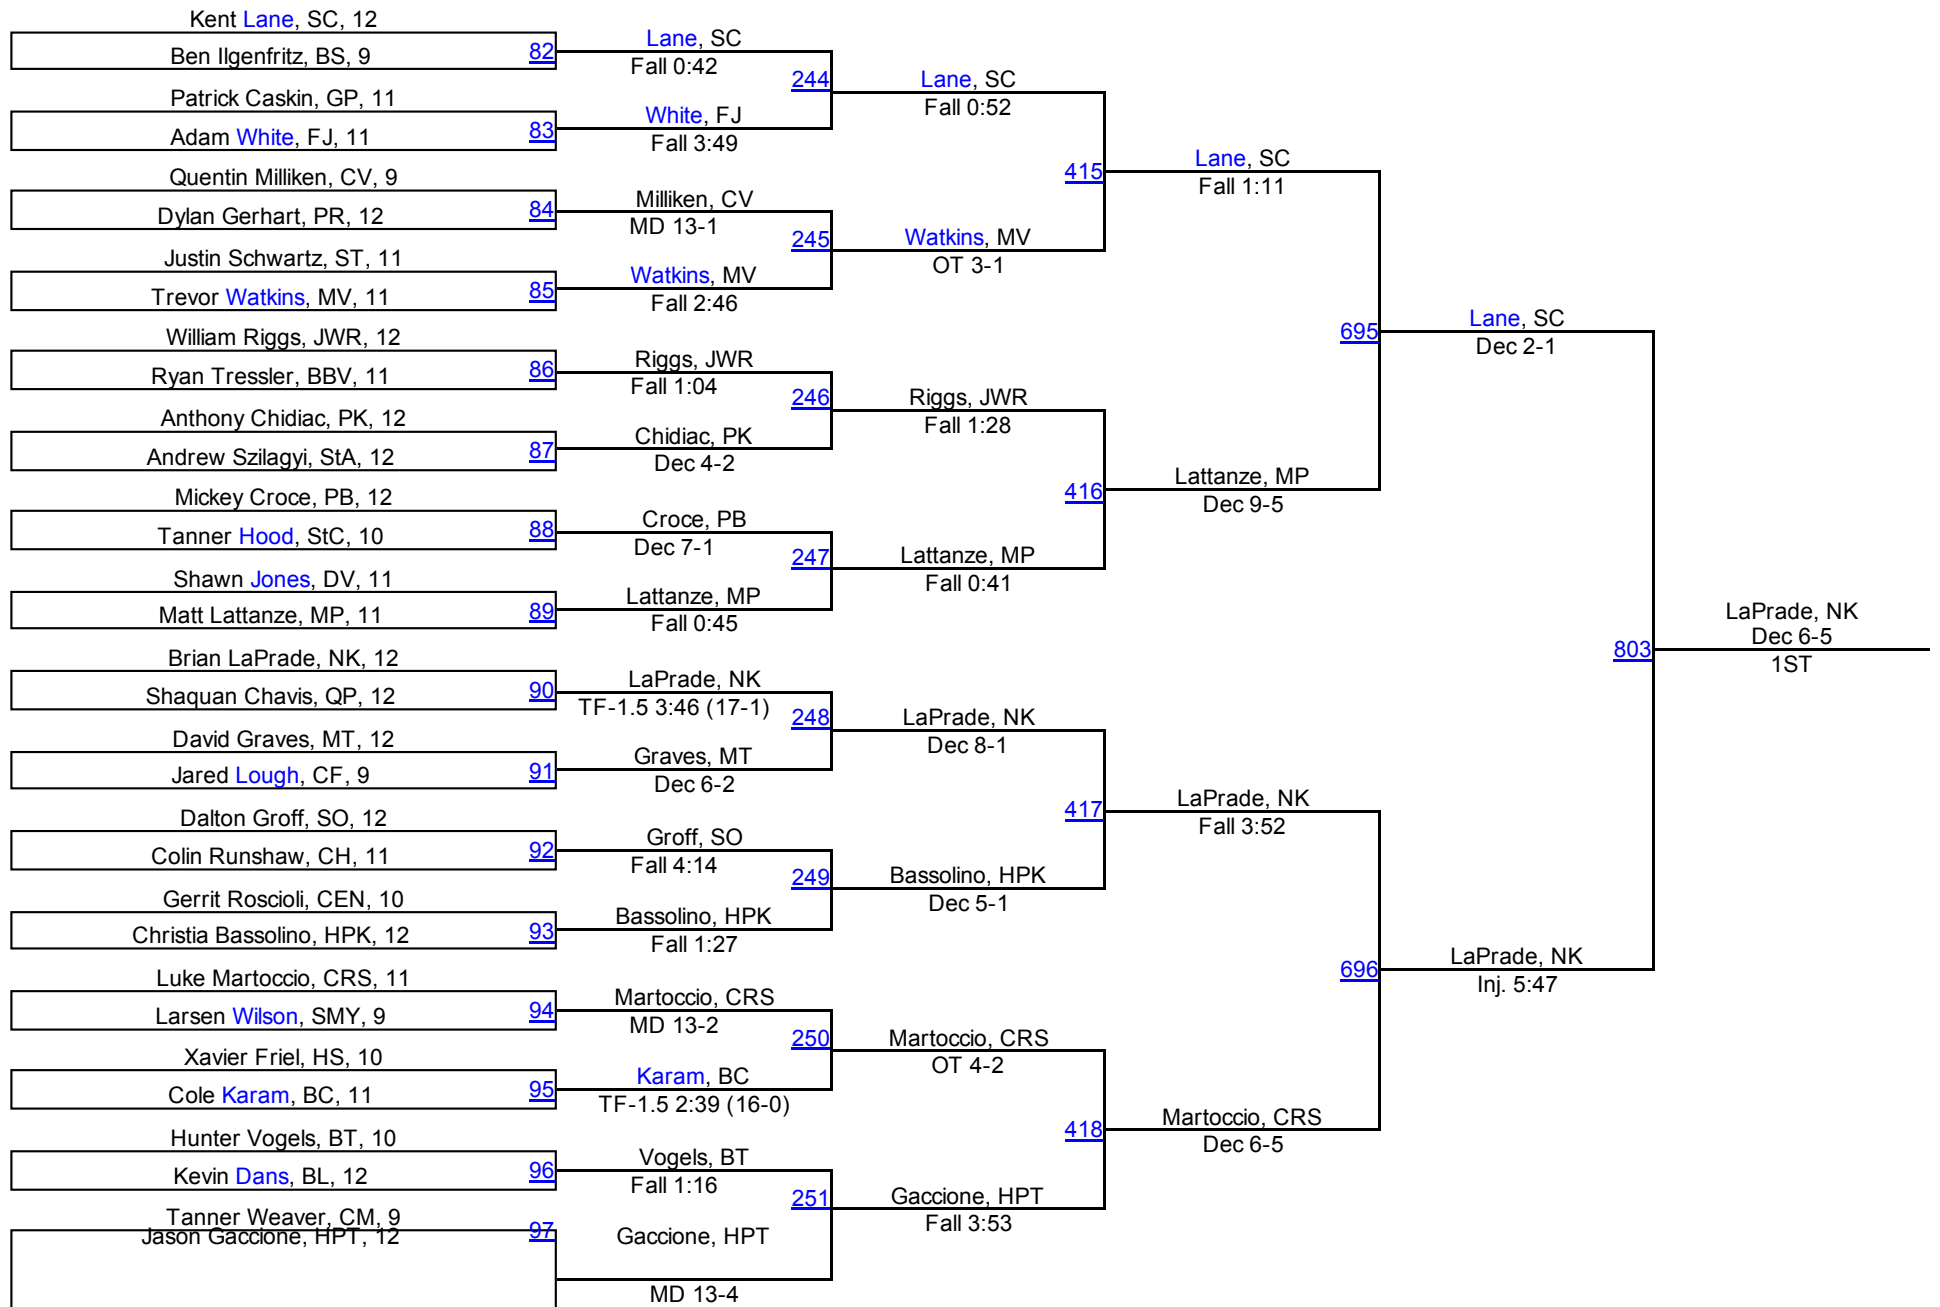 Kent Lane, SC, 12
Ben Ilgenfritz, BS, 9
82
Patrick Caskin, GP, 11
Adam White, FJ, 11
83
Quentin Milliken, CV, 9
Dylan Gerhart, PR, 12
84
Justin Schwartz, ST, 11
Trevor Watkins, MV, 11
85
William Riggs, JWR, 12
Ryan Tressler, BBV, 11
86
Anthony Chidiac, PK, 12
Andrew Szilagyi, StA, 12
87
Mickey Croce, PB, 12
Tanner Hood, StC, 10
88
Shawn Jones, DV, 11
Matt Lattanze, MP, 11
89
Brian LaPrade, NK, 12
Shaquan Chavis, QP, 12
90
David Graves, MT, 12
Jared Lough, CF, 9
91
Dalton Groff, SO, 12
Colin Runshaw, CH, 11
92
Gerrit Roscioli, CEN, 10
Christia Bassolino, HPK, 12
93
Luke Martoccio, CRS, 11
Larsen Wilson, SMY, 9
94
Xavier Friel, HS, 10
Cole Karam, BC, 11
95
Hunter Vogels, BT, 10
Kevin Dans, BL, 12
96
Tanner Weaver, CM, 9
Jason Gaccione, HPT, 12
97
Lane, SC
Fall 0:42
244
White, FJ
Fall 3:49
Milliken, CV
MD 13-1
245
Watkins, MV
Fall 2:46
Riggs, JWR
Fall 1:04
246
Chidiac, PK
Dec 4-2
Croce, PB
Dec 7-1
247
Lattanze, MP
Fall 0:45
LaPrade, NK
TF-1.5 3:46 (17-1)
248
Graves, MT
Dec 6-2
Groff, SO
Fall 4:14
249
Bassolino, HPK
Fall 1:27
Martoccio, CRS
MD 13-2
250
Karam, BC
TF-1.5 2:39 (16-0)
Vogels, BT
Fall 1:16
251
Gaccione, HPT
MD 13-4
Lane, SC
Fall 0:52
415
Watkins, MV
OT 3-1
Riggs, JWR
Fall 1:28
416
Lattanze, MP
Fall 0:41
LaPrade, NK
Dec 8-1
417
Bassolino, HPK
Dec 5-1
Martoccio, CRS
OT 4-2
418
Gaccione, HPT
Fall 3:53
Lane, SC
Fall 1:11
695
Lattanze, MP
Dec 9-5
LaPrade, NK
Fall 3:52
696
Martoccio, CRS
Dec 6-5
Lane, SC
Dec 2-1
803
LaPrade, NK
Inj. 5:47
LaPrade, NK
Dec 6-5
1ST